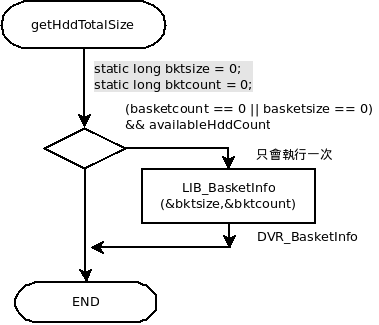 getHddTotalSize
static long bktsize = 0;
static long bktcount = 0;
(basketcount == 0 || basketsize == 0)
&& availableHddCount
只會執行一次
LIB_BasketInfo
(&bktsize,&bktcount)
DVR_BasketInfo
END